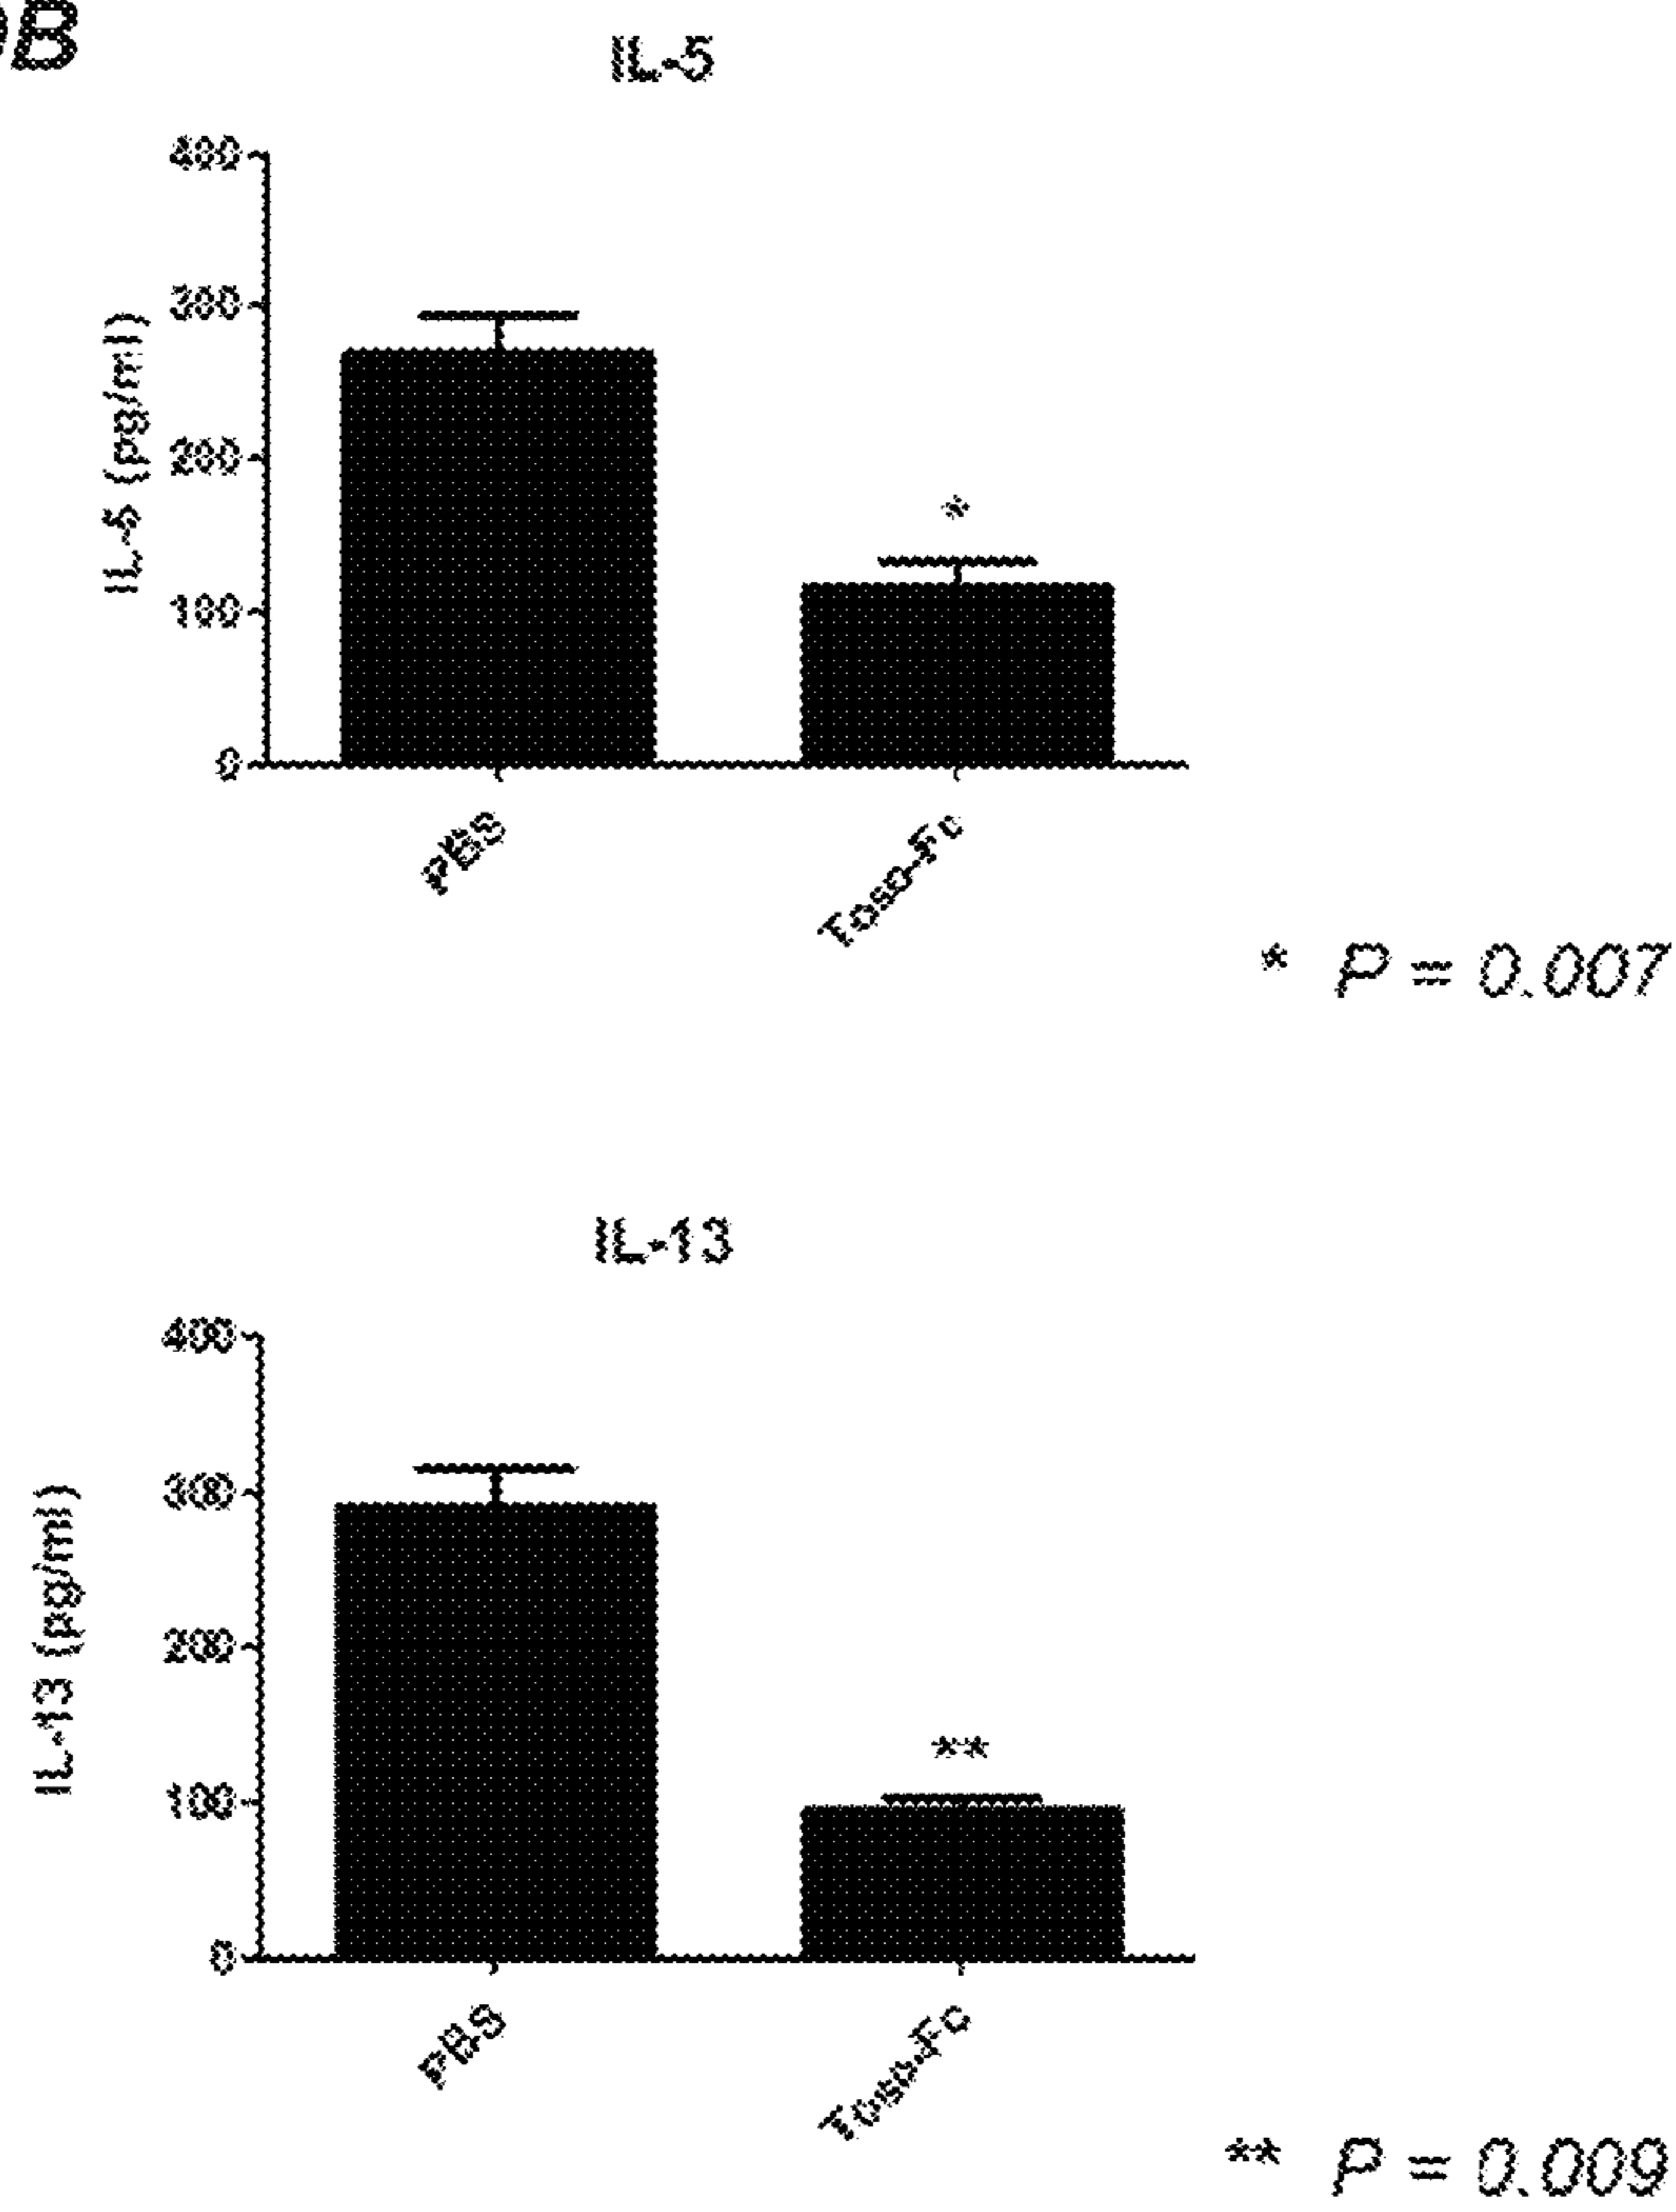 B
IL-5
400
300
200
100
0
IL-5 (pg/ml)
*
PBS
Toso-Fc
* P = 0.007
IL-13
400
300
200
100
0
IL-13 (pg/ml)
**
PBS
Toso-Fc
** P = 0.009